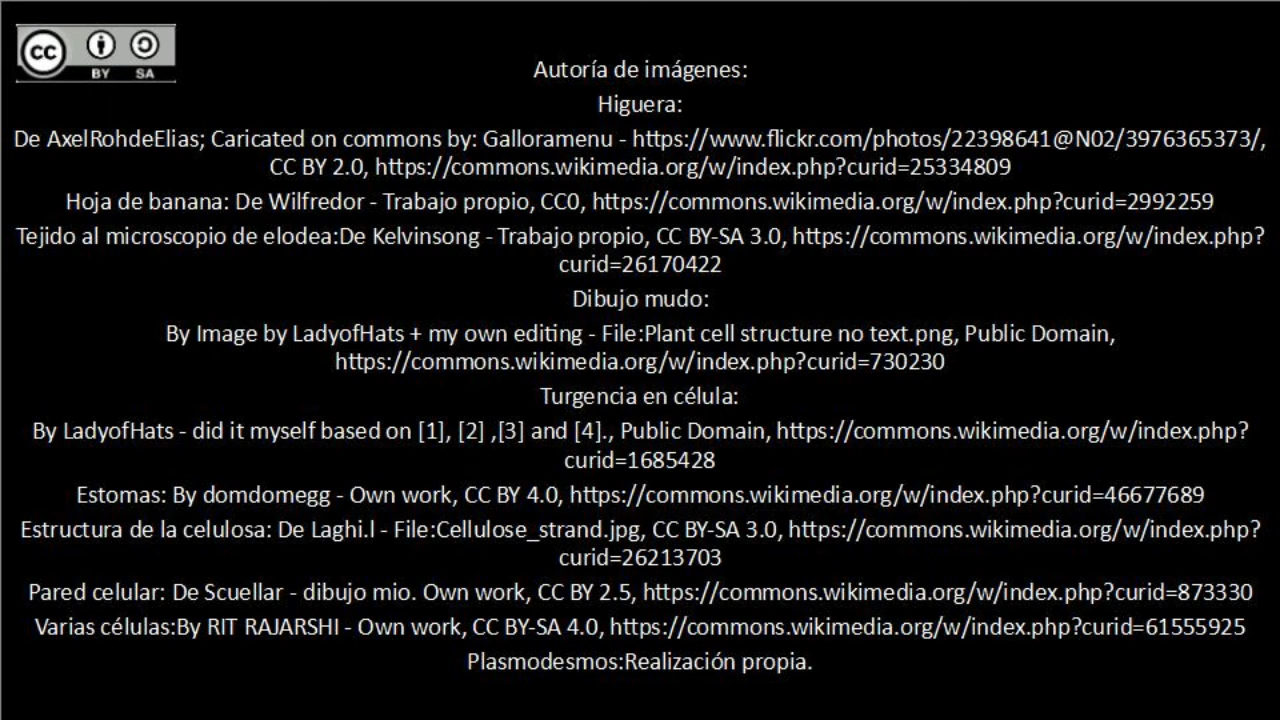 cc
BY SA
Autoría de imágenes:
Higuera:
De AxelRohdeElias; Caricated on commons by: Galloramenu - https://www.flickr.com/photos/22398641@N02/3976365373/,
CC BY 2.0, https://commons.wikimedia.org/w/index.php?curid=25334809
Hoja de banana: De Wilfredor - Trabajo propio, CC0, https://commons.wikimedia.org/w/index.php?curid=2992259
Tejido al microscopio de elodea:De Kelvinsong - Trabajo propio, CC BY-SA 3.0, https://commons.wikimedia.org/w/index.php?
curid=26170422
Dibujo mudo:
By Image by LadyofHats + my own editing - File:Plant cell structure no text.png, Public Domain,
https://commons.wikimedia.org/w/index.php?curid=730230
Turgencia en célula:
By LadyofHats - did it myself based on [1], [2] ,[3] and [4]., Public Domain, https://commons.wikimedia.org/w/index.php?
curid=1685428
Estomas: By domdomegg - Own work, CC BY 4.0, https://commons.wikimedia.org/w/index.php?curid=46677689
Estructura de la celulosa: De Laghi.l - File:Cellulose_strand.jpg, CC BY-SA 3.0, https://commons.wikimedia.org/w/index.php?
curid=26213703
Pared celular: De Scuellar - dibujo mio. Own work, CC BY 2.5, https://commons.wikimedia.org/w/index.php?curid=873330
Varias células:By RIT RAJARSHI - Own work, CC BY-SA 4.0, https://commons.wikimedia.org/w/index.php?curid=61555925
Plasmodesmos:Realización propia.